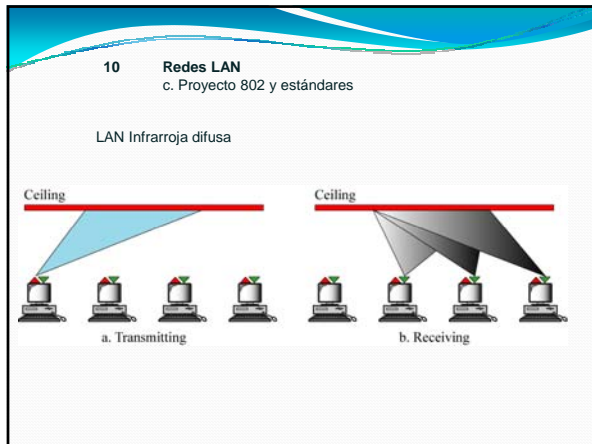 10 Redes LAN
c. Proyecto 802 y estándares
LAN Infrarroja difusa
Ceiling
Ceiling
a. Transmitting
b. Receiving